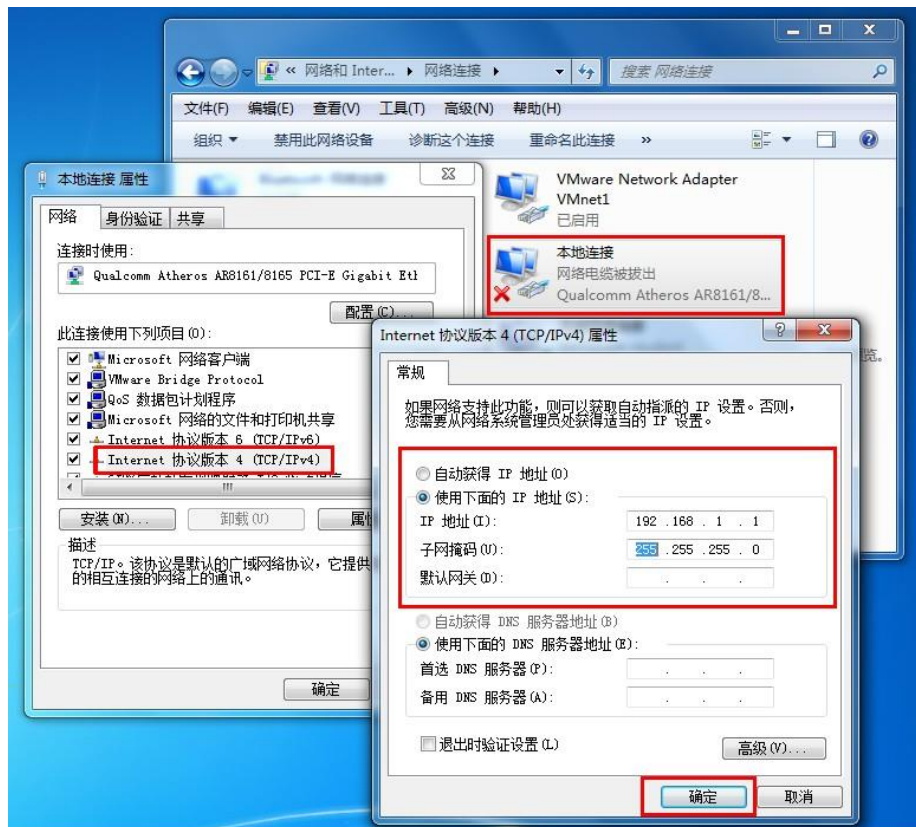 « 网络和 Inter... ▸ 网络连接 ▸
搜索 网络连接
文件(F) 编辑(E) 查看(V) 工具(T) 高级(N) 帮助(H)
组织 ▼ 禁用此网络设备 诊断这个连接 重命名此连接 »
VMware Network Adapter
VMnet1
已启用
本地连接
网络电缆被拔出
Qualcomm Atheros AR8161/8...
览。
本地连接 属性
网络 身份验证 共享
连接时使用:
Qualcomm Atheros AR8161/8165 PCI-E Gigabit Etl
配置(C)...
此连接使用下列项目(O):
Microsoft 网络客户端
VMware Bridge Protocol
QoS 数据包计划程序
Microsoft 网络的文件和打印机共享
Internet 协议版本 6 (TCP/IPv6)
Internet 协议版本 4 (TCP/IPv4)
安装(N)... 卸载(U) 属性
描述
TCP/IP。该协议是默认的广域网络协议，它提供
的相互连接的网络上的通讯。
确定
Internet 协议版本 4 (TCP/IPv4) 属性
常规
如果网络支持此功能，则可以获取自动指派的 IP 设置。否则，
您需要从网络系统管理员处获得适当的 IP 设置。
自动获得 IP 地址(O)
使用下面的 IP 地址(S):
IP 地址(I): 192 . 168 . 1 . 1
子网掩码(U): 255 . 255 . 255 . 0
默认网关(D): . . .
自动获得 DNS 服务器地址(B)
使用下面的 DNS 服务器地址(E):
首选 DNS 服务器(P): . . .
备用 DNS 服务器(A): . . .
退出时验证设置(L)
高级(V)...
确定 取消